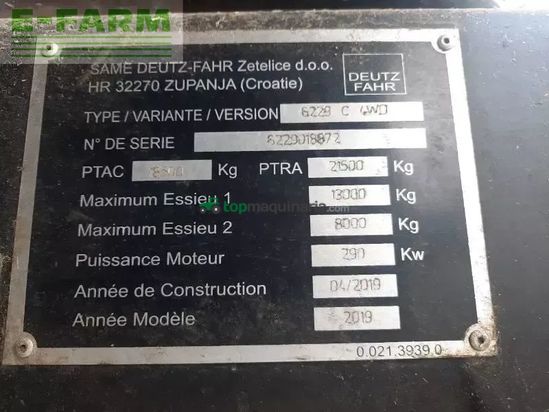 E-FARM
SAME DEUTZ-FAHR Zetelice d.o.o.
HR 32270 ZUPANJA (Croatie)
DEUTZ
FAHR
TYPE / VARIANTE / VERSION 6229 C 4WD
N° DE SERIE 6229018872
PTAC Kg PTRA 21500 Kg
Maximum Essieu 1 13000 Kg
Maximum Essieu 2 8000 Kg
Puissance Moteur 290 Kw
Année de Construction 04/2019
Année Modèle 2019
0.021.3939.0
topmaquinaria.com